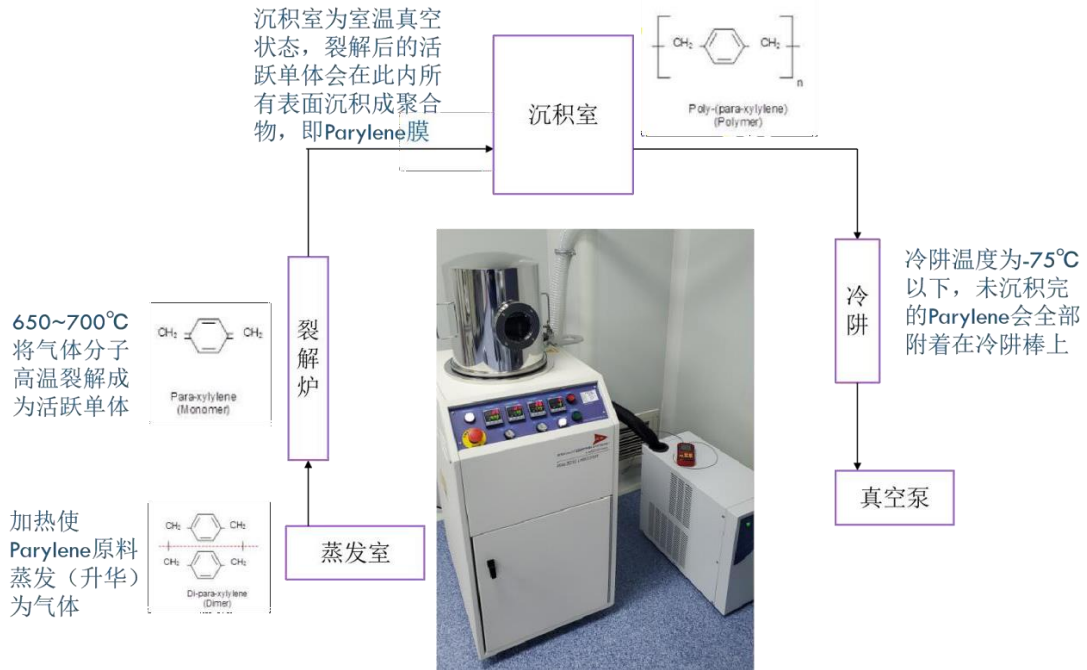 沉积室为室温真空
状态，裂解后的活
跃单体会在此内所
有表面沉积成聚合
物，即Parylene膜
沉积室
CH₂
CH₂
n
Poly-(para-xylylene)
(Polymer)
650~700℃
将气体分子
高温裂解成
为活跃单体
CH₂
CH₂
Para-xylylene
(Monomer)
裂解炉
冷阱
冷阱温度为-75℃
以下，未沉积完
的Parylene会全部
附着在冷阱棒上
真空泵
加热使
Parylene原料
蒸发（升华）
为气体
CH₂
CH₂
CH₂
CH₂
Di-para-xylylene
(Dimer)
蒸发室